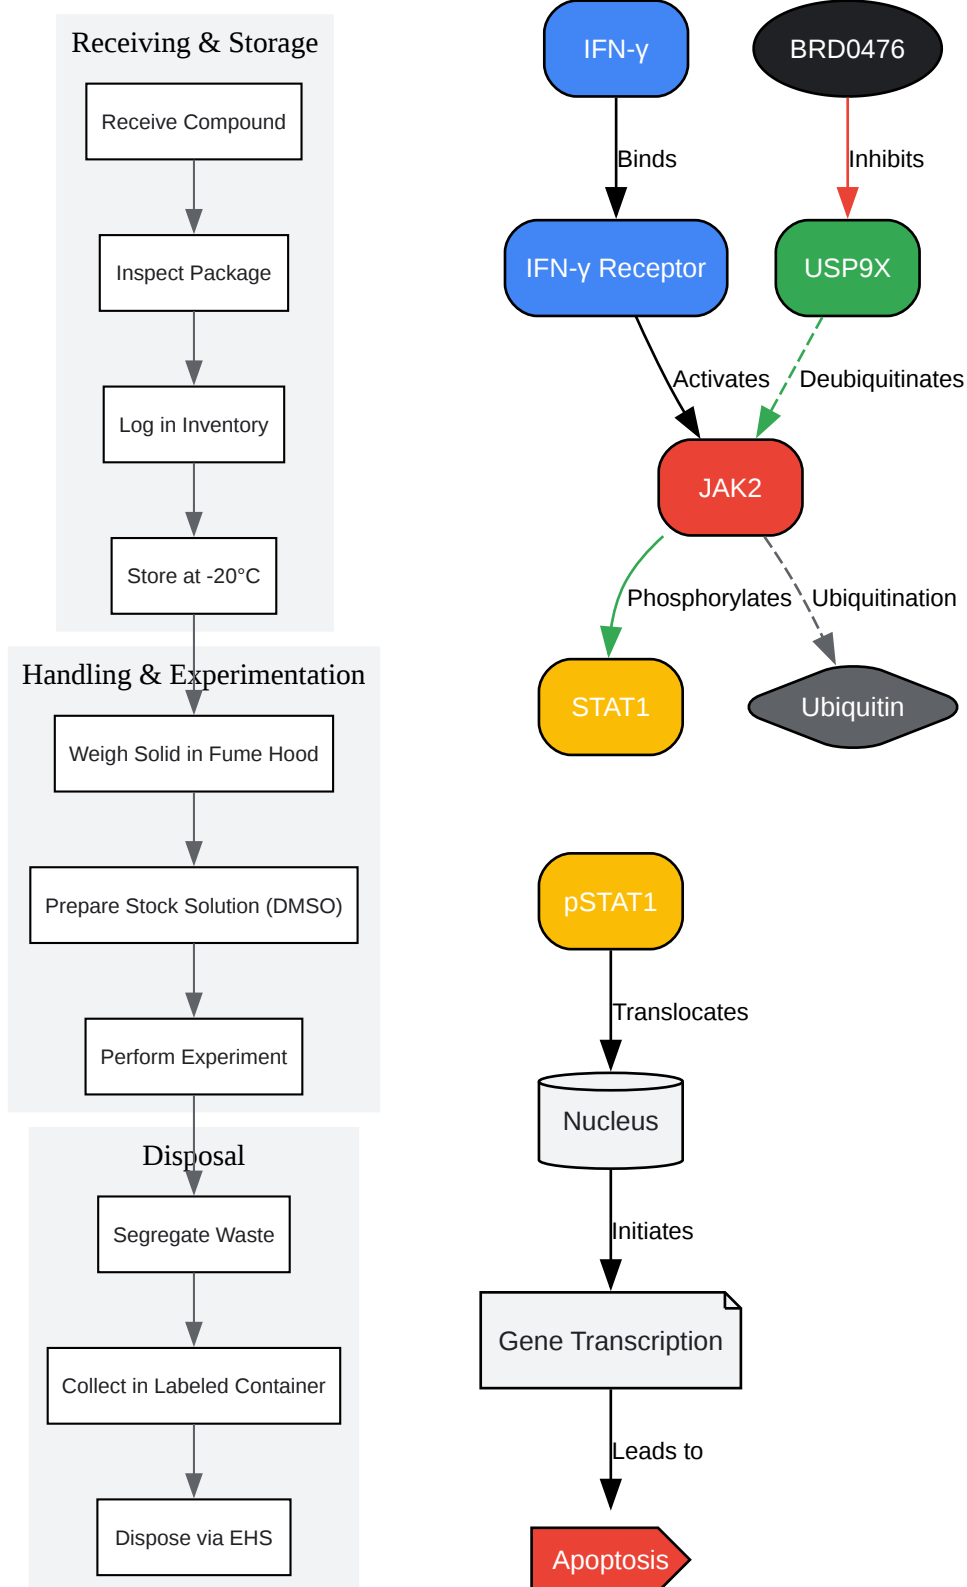 Receiving & Storage
Receive Compound
Inspect Package
Log in Inventory
Store at -20°C
Handling & Experimentation
Weigh Solid in Fume Hood
Prepare Stock Solution (DMSO)
Perform Experiment
Disposal
Segregate Waste
Collect in Labeled Container
Dispose via EHS
IFN-γ
BRD0476
Binds
Inhibits
IFN-γ Receptor
USP9X
Activates
Deubiquitinates
JAK2
Phosphorylates
Ubiquitination
STAT1
Ubiquitin
pSTAT1
Translocates
Nucleus
Initiates
Gene Transcription
Leads to
Apoptosis